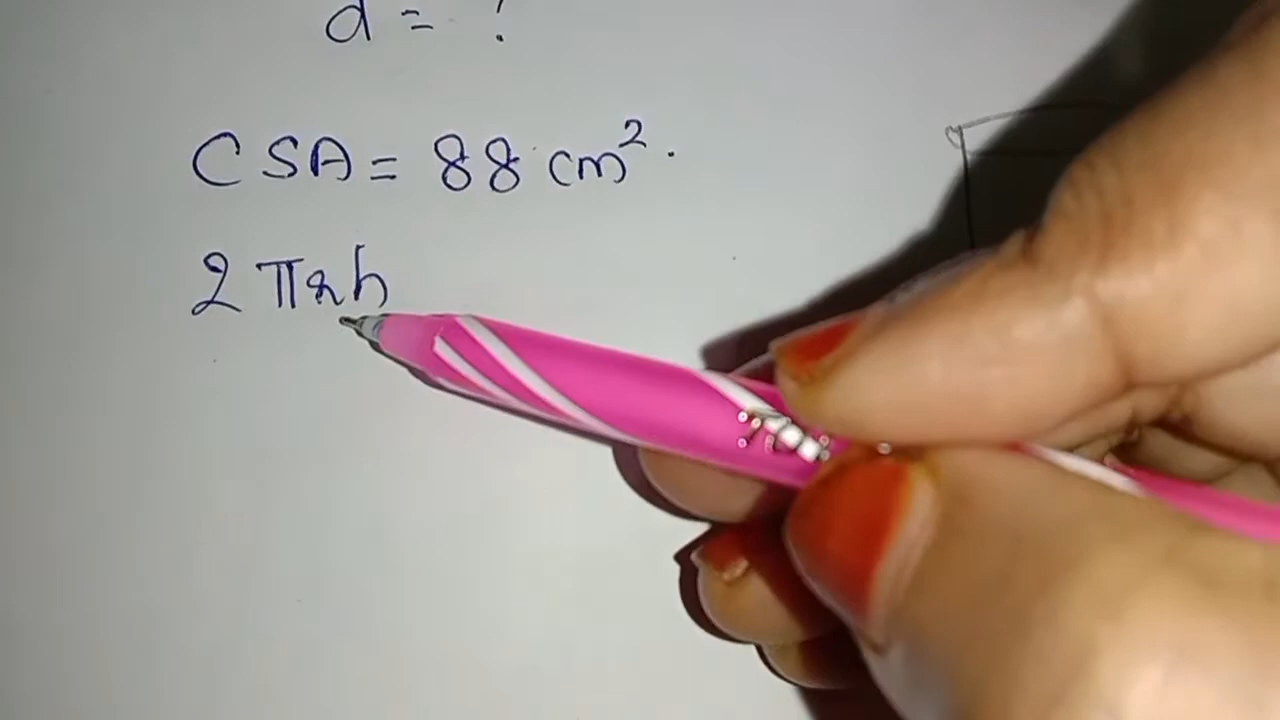 d = ?
CSA = 88 cm².
2πrh